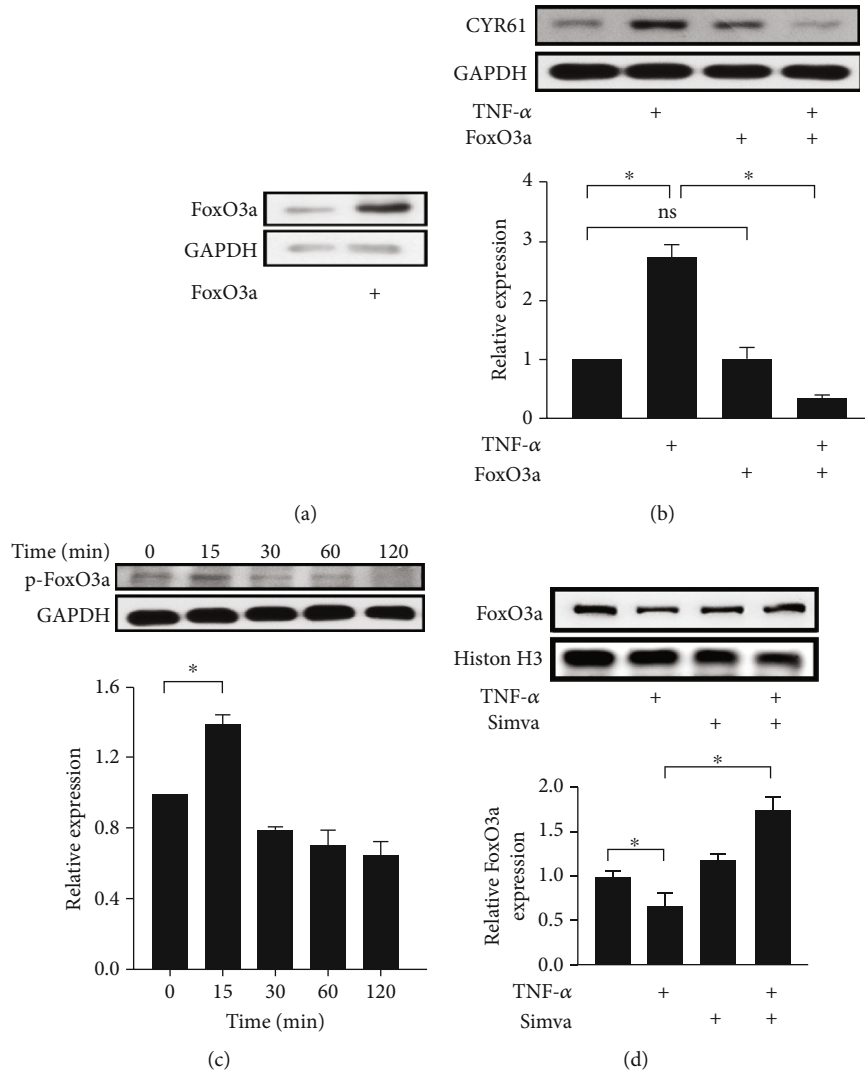 FoxO3a
GAPDH
FoxO3a +
(a)
CYR61
GAPDH
TNF-α + +
FoxO3a + +
4
3
2
1
0
Relative expression
* *
ns
TNF-α + +
FoxO3a + +
(b)
Time (min) 0 15 30 60 120
p-FoxO3a
GAPDH
1.6
1.2
0.8
0.4
0.0
Relative expression
*
0 15 30 60 120
Time (min)
(c)
FoxO3a
Histon H3
TNF-α + +
Simva + +
2.0
1.5
1.0
0.5
0.0
Relative FoxO3a
expression
*
*
TNF-α + +
Simva + +
(d)